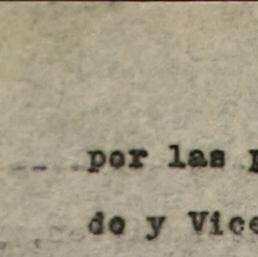 por las
do y Vice